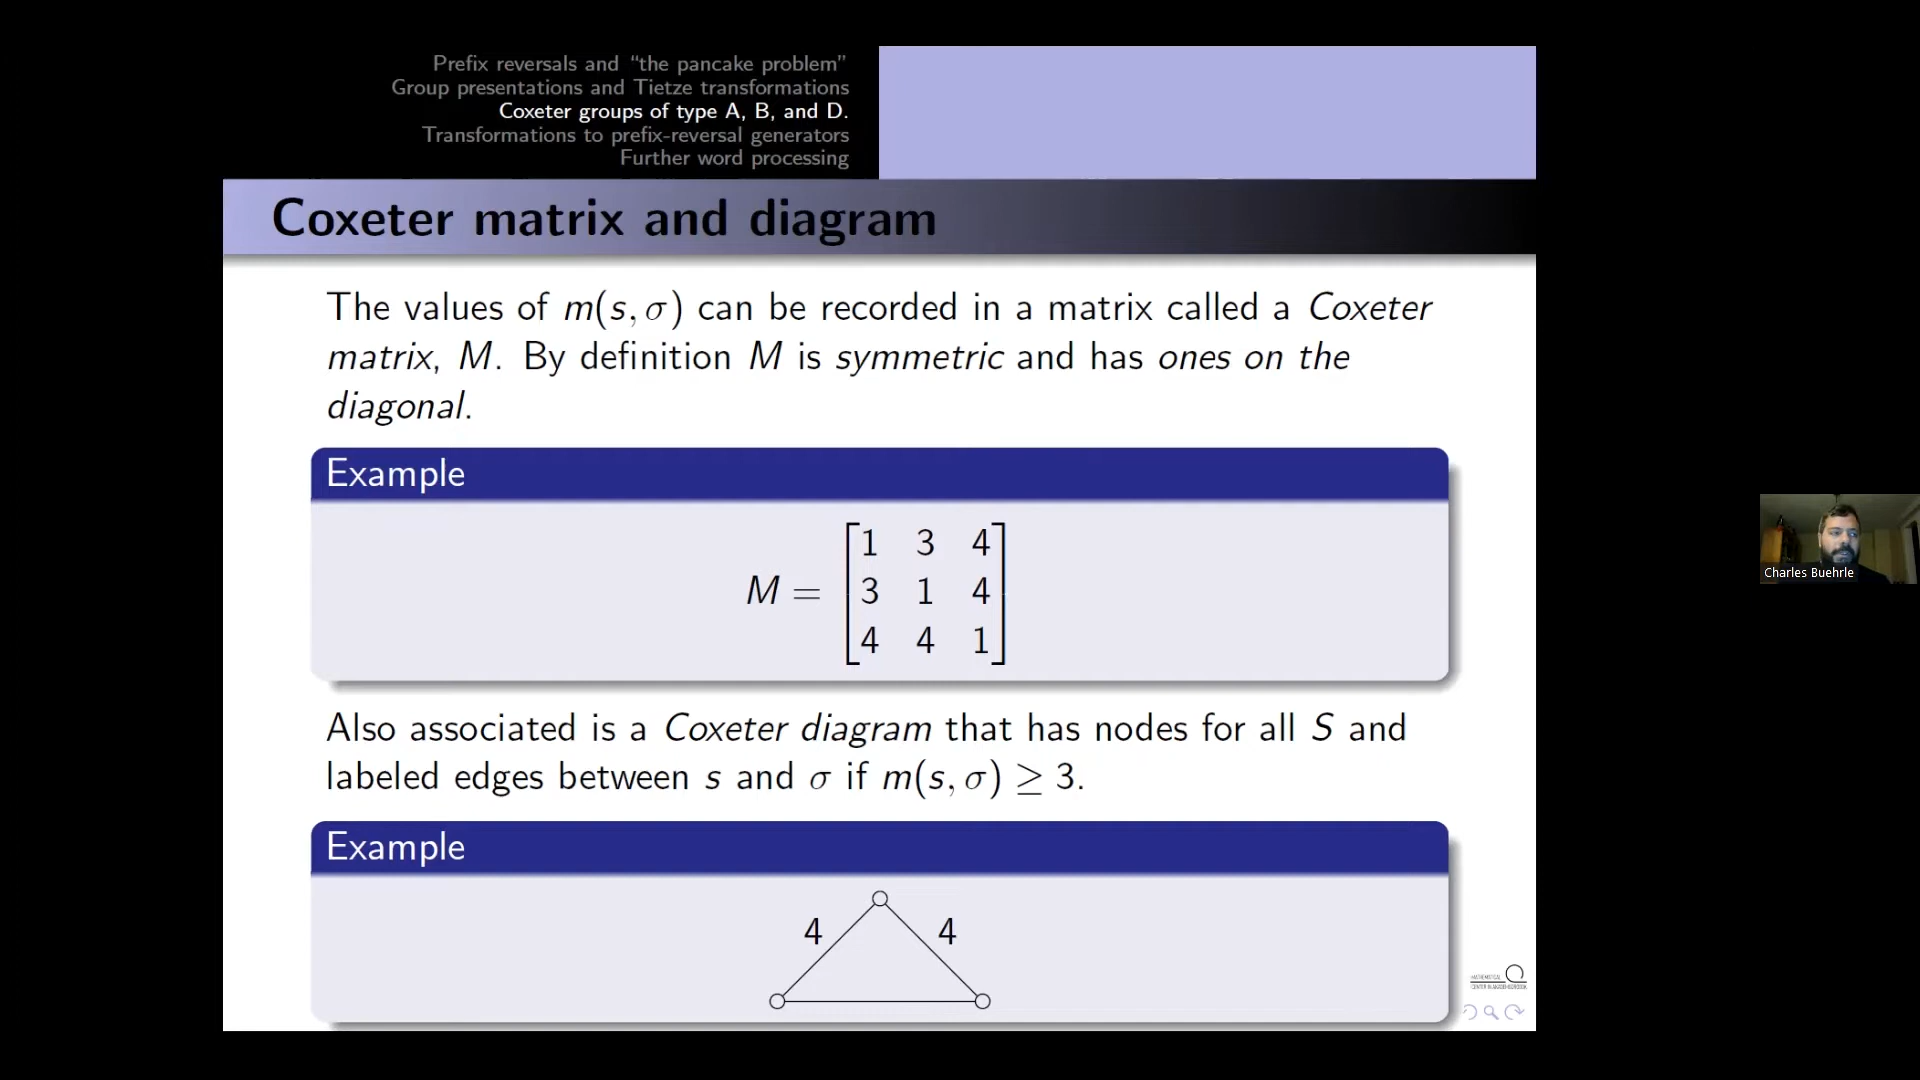 Prefix reversals and “the pancake problem”
Group presentations and Tietze transformations
Coxeter groups of type A, B, and D.
Transformations to prefix-reversal generators
Further word processing
Coxeter matrix and diagram
The values of m(s, σ) can be recorded in a matrix called a Coxeter
matrix, M. By definition M is symmetric and has ones on the
diagonal.
Example
M = [1 3 4
3 1 4
4 4 1]
Also associated is a Coxeter diagram that has nodes for all S and
labeled edges between s and σ if m(s, σ) ≥ 3.
Example
4 4
Charles Buehrle